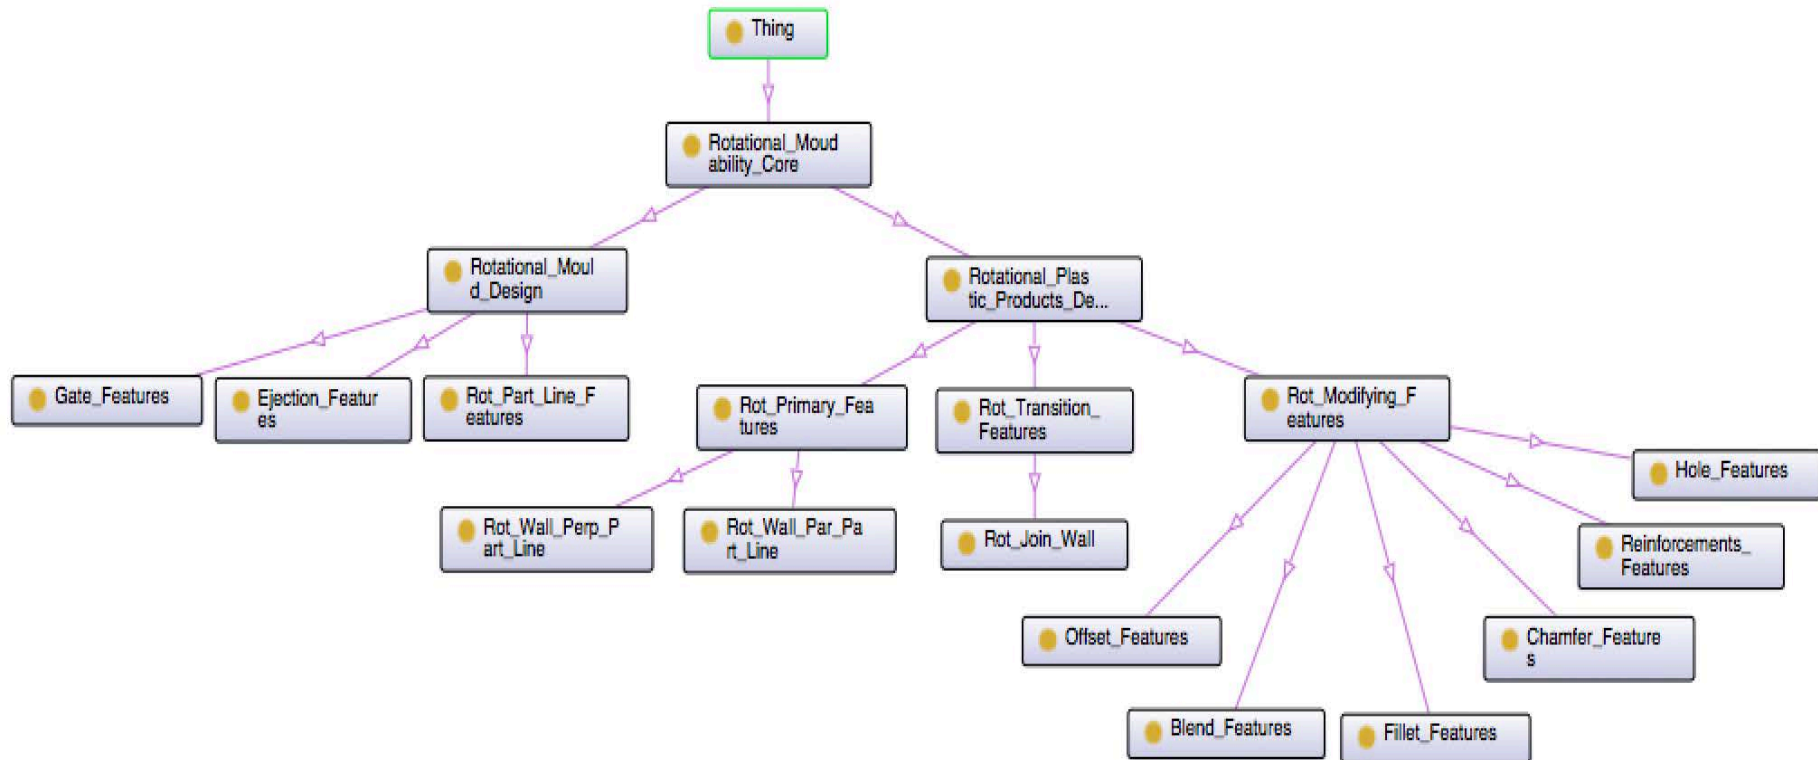 Thing
Rotational_Moud
ability_Core
Rotational_Moul
d_Design
Rotational_Plas
tic_Products_De...
Gate_Features
Ejection_Featur
es
Rot_Part_Line_F
eatures
Rot_Primary_Fea
tures
Rot_Transition_
Features
Rot_Modifying_F
eatures
Hole_Features
Rot_Wall_Perp_P
art_Line
Rot_Wall_Par_Pa
rt_Line
Rot_Join_Wall
Reinforcements_
Features
Offset_Features
Chamfer_Feature
s
Blend_Features
Fillet_Features